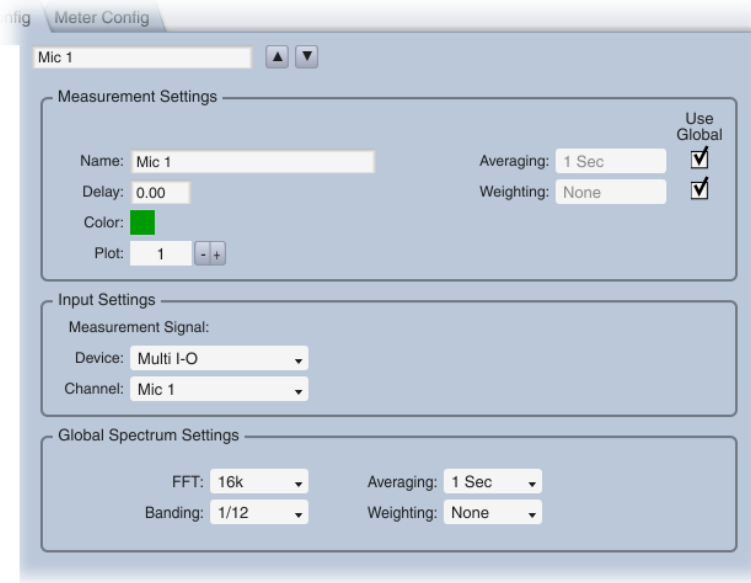 nfig Meter Config
Mic 1 ▲ ▼
Measurement Settings
Use
Global
Name: Mic 1 Averaging: 1 Sec
Delay: 0.00 Weighting: None
Color:
Plot: 1 - +
Input Settings
Measurement Signal:
Device: Multi I-O
Channel: Mic 1
Global Spectrum Settings
FFT: 16k Averaging: 1 Sec
Banding: 1/12 Weighting: None